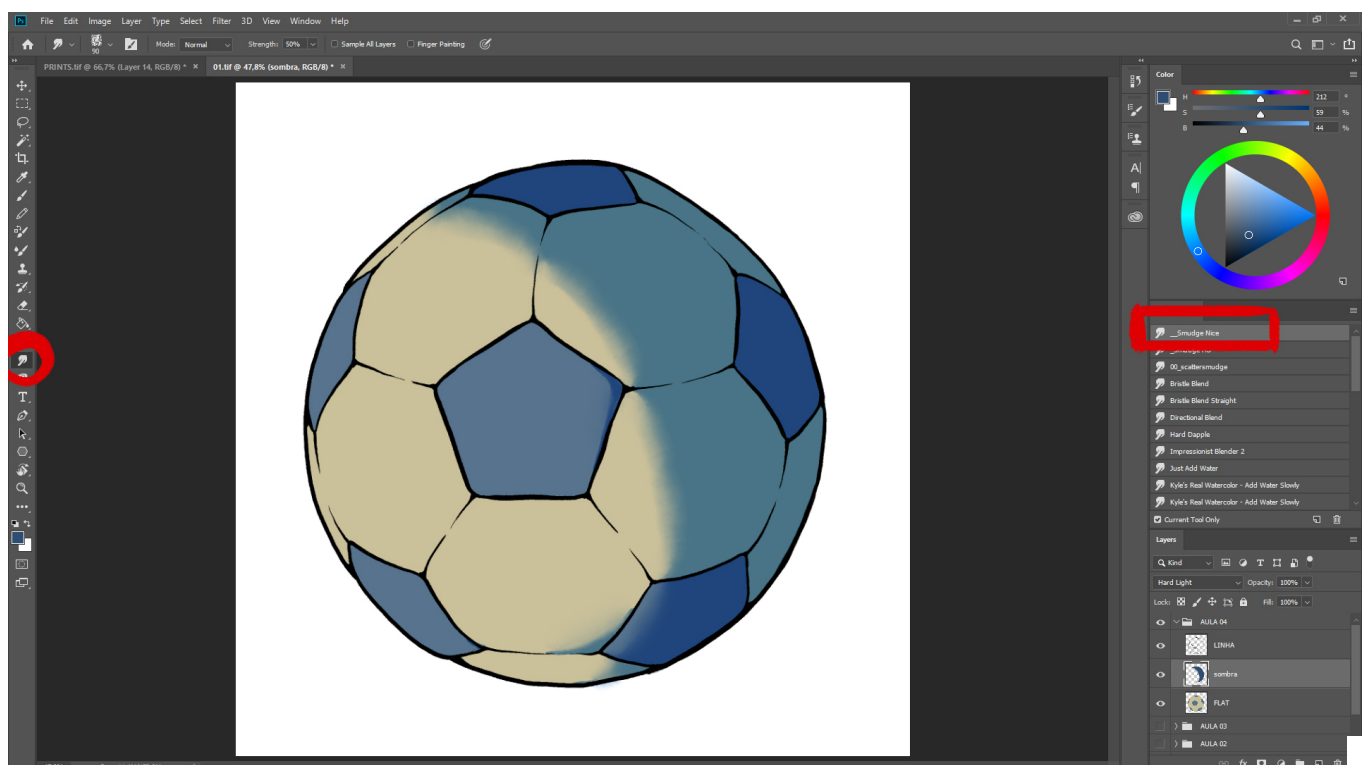 Ps File Edit Image Layer Type Select Filter 3D View Window Help
90 Mode: Normal Strength: 50% Sample All Layers Finger Painting
PRINTS.tif @ 66,7% (Layer 14, RGB/8) * × 01.tif @ 47,8% (sombra, RGB/8) * ×
Color
H 212 °
S 59 %
B 44 %
__Smudge Nice
00_scattersmudge
Bristle Blend
Bristle Blend Straight
Directional Blend
Hard Dapple
Impressionist Blender 2
Just Add Water
Kyle's Real Watercolor - Add Water Slowly
Kyle's Real Watercolor - Add Water Slowly
Current Tool Only
Layers
Kind
Hard Light Opacity: 100%
Lock: Fill: 100%
AULA 04
LINHA
sombra
FLAT
AULA 03
AULA 02